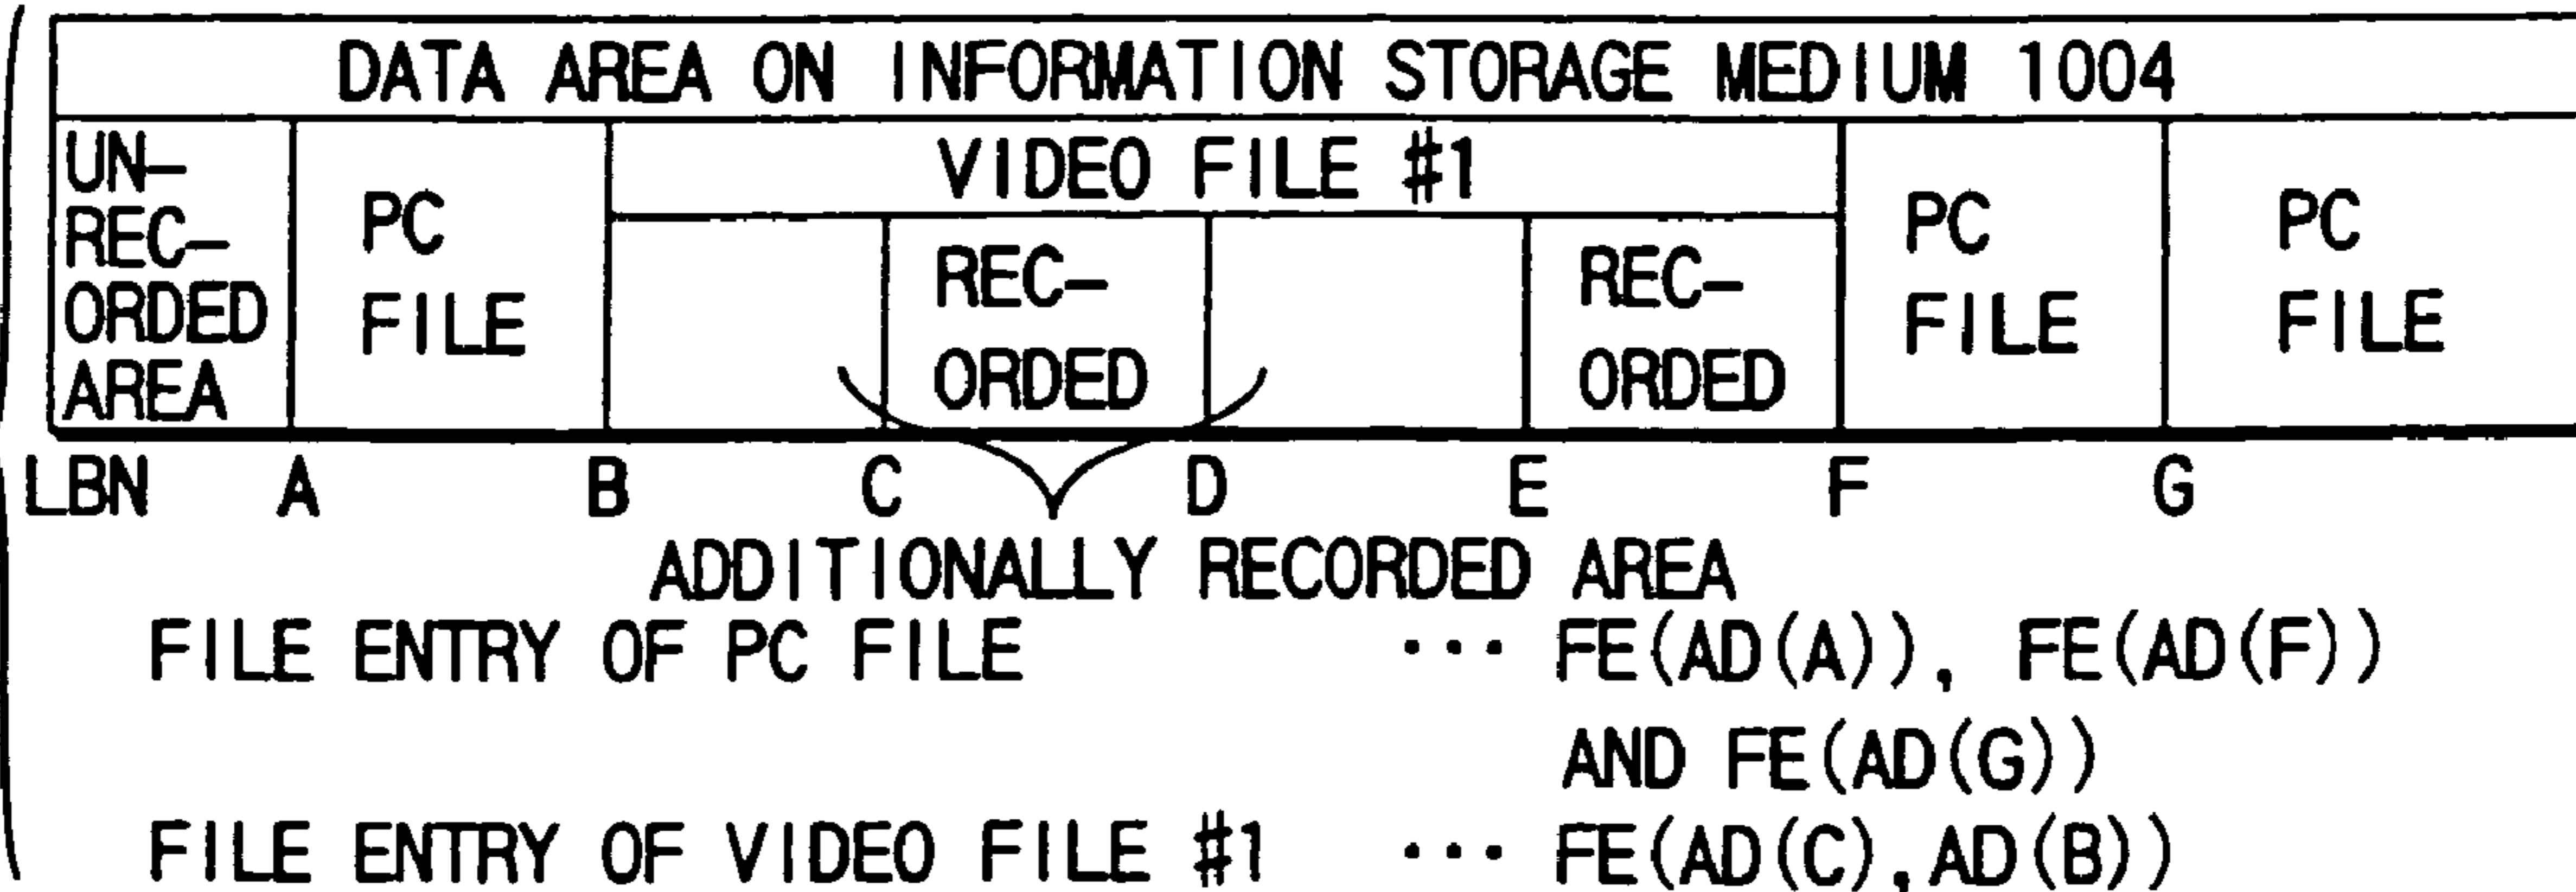 DATA AREA ON INFORMATION STORAGE MEDIUM 1004
UN-
REC-
ORDED
AREA
PC
FILE
VIDEO FILE #1
REC-
ORDED
REC-
ORDED
PC
FILE
PC
FILE
LBN A B C D E F G
ADDITIONALLY RECORDED AREA
FILE ENTRY OF PC FILE ··· FE(AD(A)), FE(AD(F))
AND FE(AD(G))
FILE ENTRY OF VIDEO FILE #1 ··· FE(AD(C),AD(B))